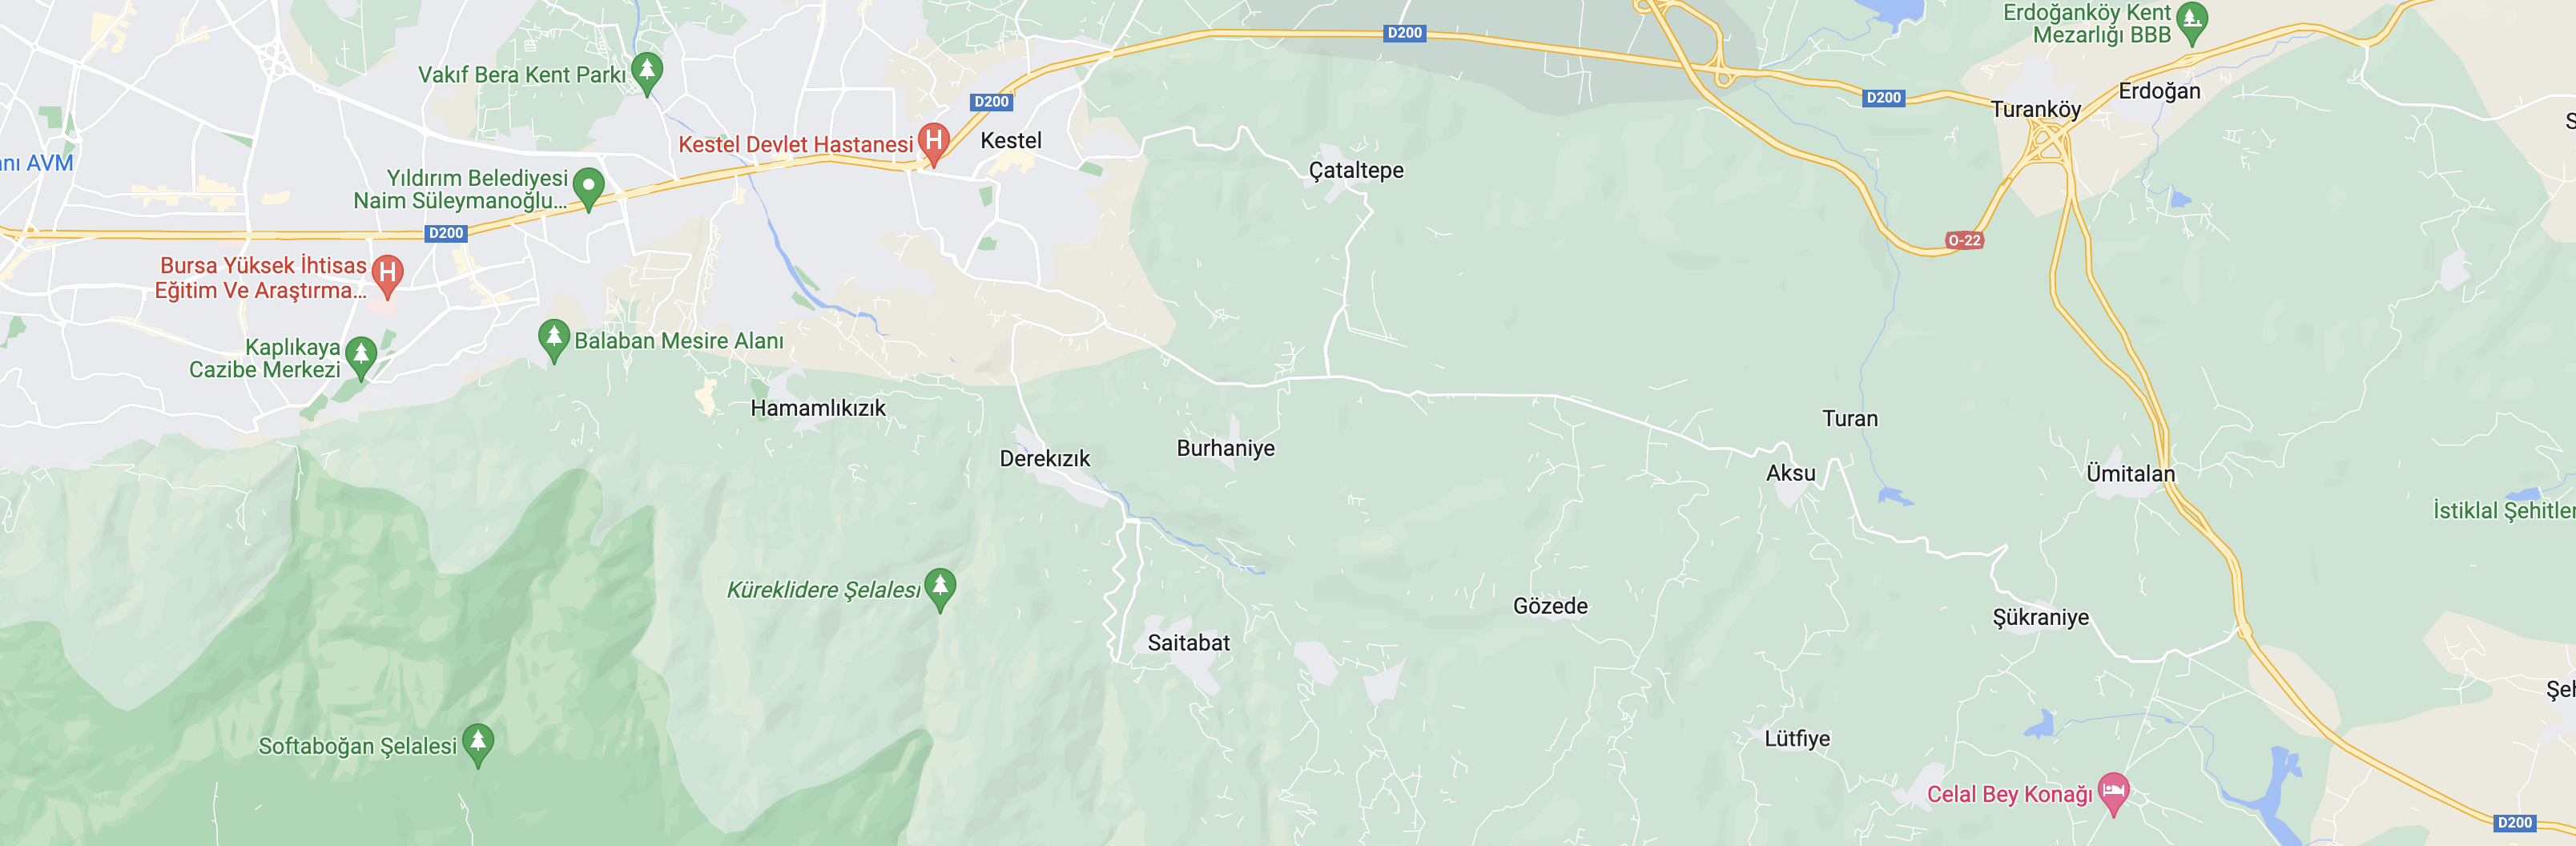 Erdoğanköy Kent
Mezarlığı BBB
D200
Vakıf Bera Kent Parkı
D200
D200
Turanköy
Erdoğan
Kestel Devlet Hastanesi
Kestel
Çataltepe
anı AVM
Yıldırım Belediyesi
Naim Süleymanoğlu...
D200
O-22
Bursa Yüksek İhtisas
Eğitim Ve Araştırma...
Kaplıkaya
Cazibe Merkezi
Balaban Mesire Alanı
Hamamlıkızık
Turan
Derekızık
Burhaniye
Aksu
Ümitalan
İstiklal Şehitler
Küreklidere Şelalesi
Gözede
Şükraniye
Saitabat
Şeh
Softaboğan Şelalesi
Lütfiye
Celal Bey Konağı
D200